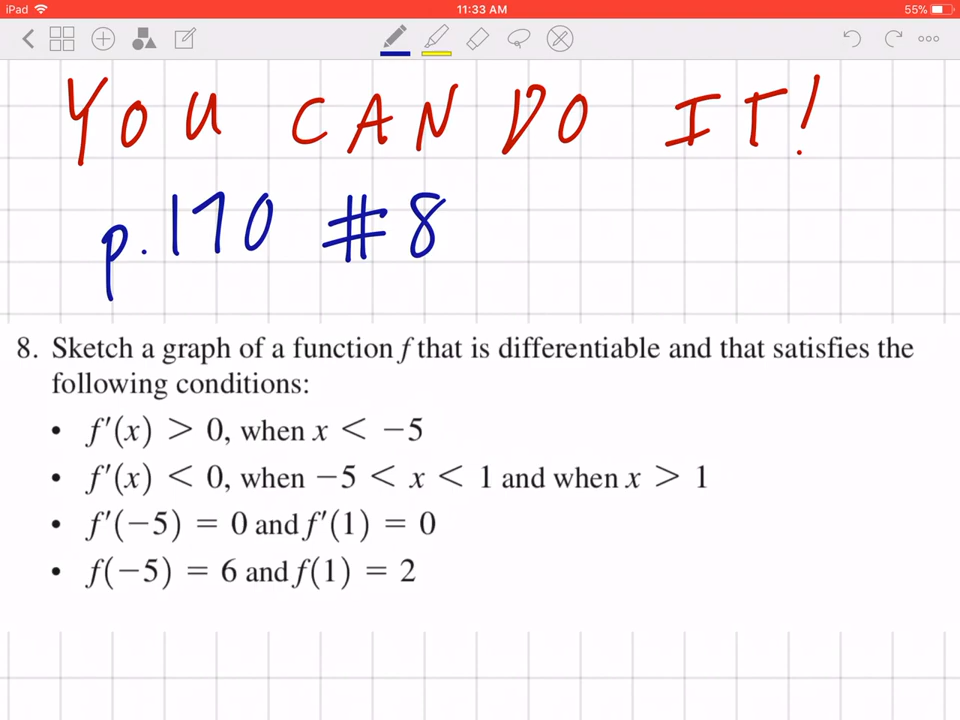 iPad 11:33 AM 55%
YOU CAN DO IT!
p.170 #8
8. Sketch a graph of a function f that is differentiable and that satisfies the
following conditions:
• f′(x) > 0, when x < −5
• f′(x) < 0, when −5 < x < 1 and when x > 1
• f′(−5) = 0 and f′(1) = 0
• f(−5) = 6 and f(1) = 2